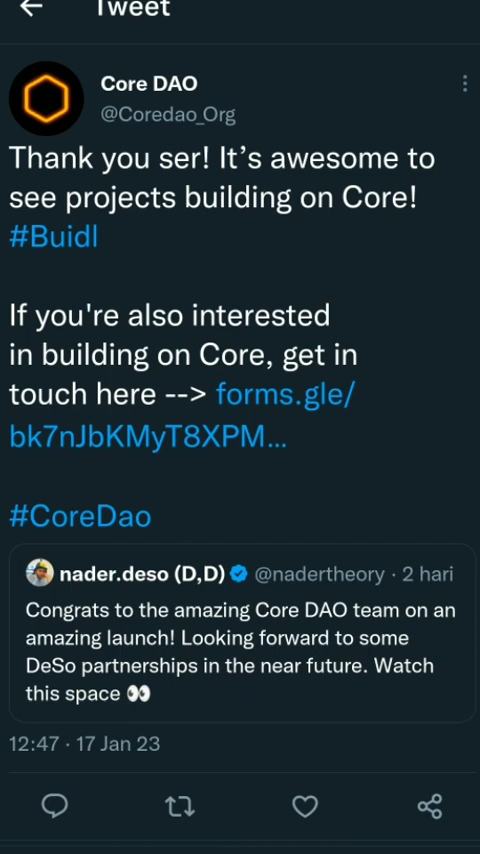 Tweet
Core DAO
@Coredao_Org
Thank you ser! It’s awesome to
see projects building on Core!
#Buidl
If you're also interested
in building on Core, get in
touch here --> forms.gle/
bk7nJbKMyT8XPM…
#CoreDao
nader.deso (D,D) @nadertheory · 2 hari
Congrats to the amazing Core DAO team on an
amazing launch! Looking forward to some
DeSo partnerships in the near future. Watch
this space 👀
12:47 · 17 Jan 23